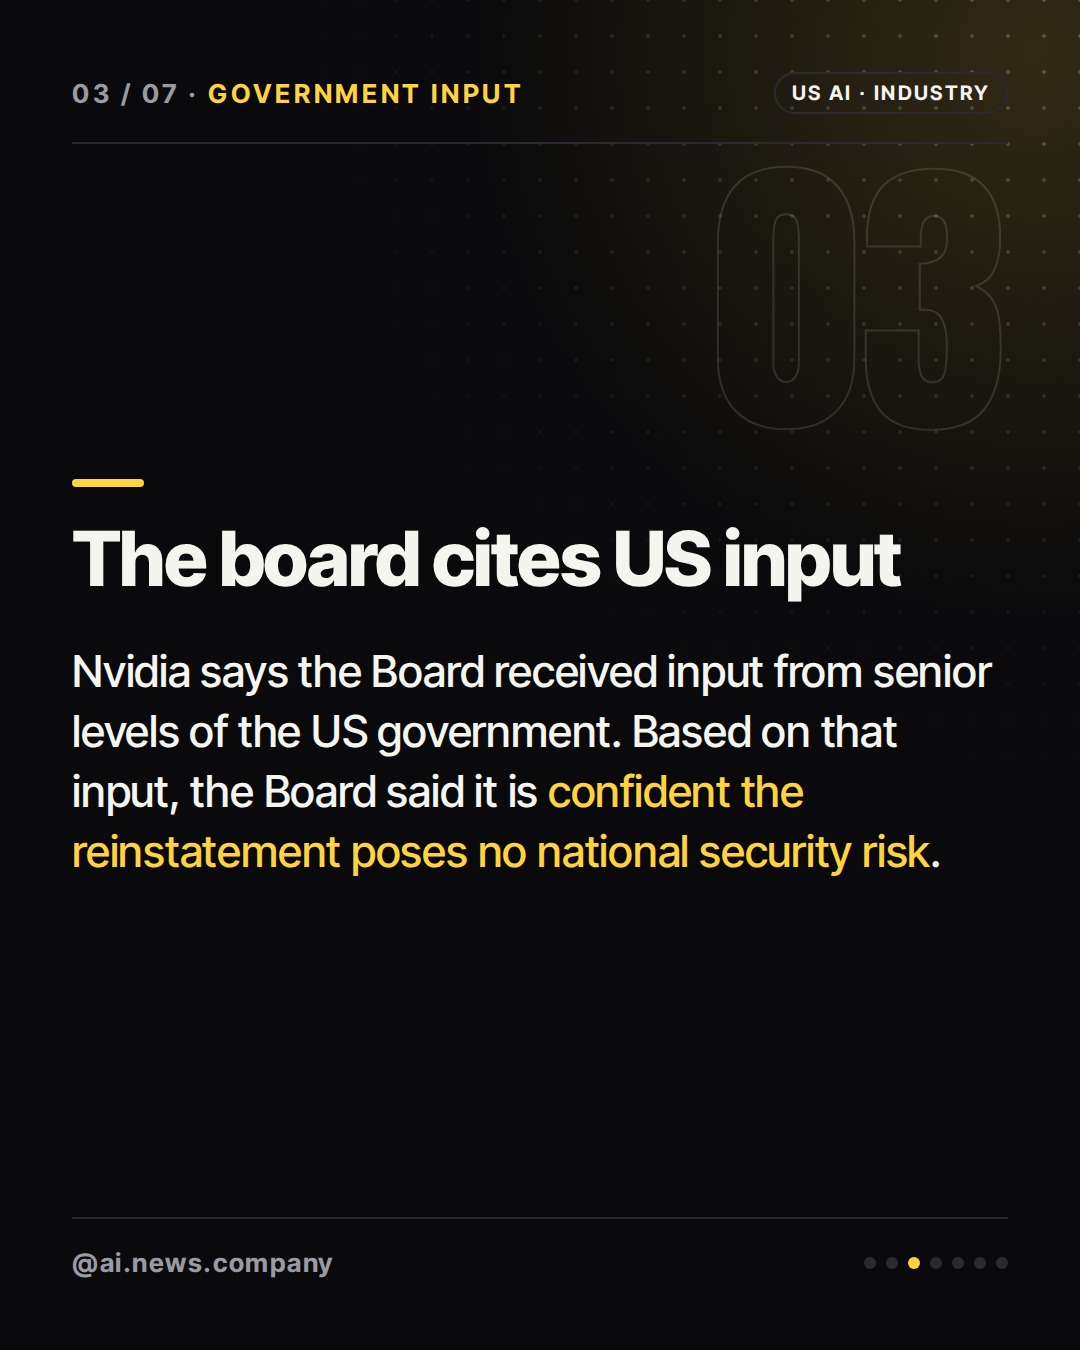 03 / 07 · GOVERNMENT INPUT
US AI · INDUSTRY
03
The board cites US input
Nvidia says the Board received input from senior
levels of the US government. Based on that
input, the Board said it is confident the
reinstatement poses no national security risk.
@ai.news.company